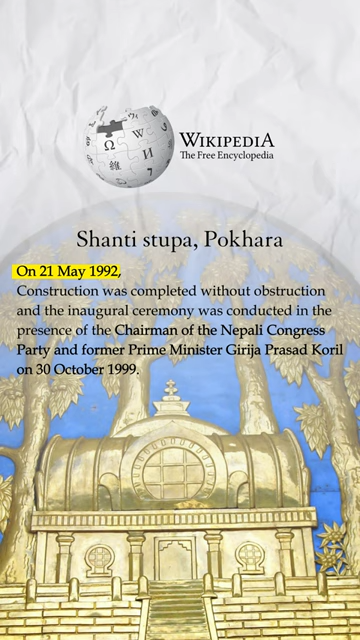 Ω
W
И
維
WIKIPEDIA
The Free Encyclopedia
Shanti stupa, Pokhara
On 21 May 1992,
Construction was completed without obstruction
and the inaugural ceremony was conducted in the
presence of the Chairman of the Nepali Congress
Party and former Prime Minister Girija Prasad Koril
on 30 October 1999.